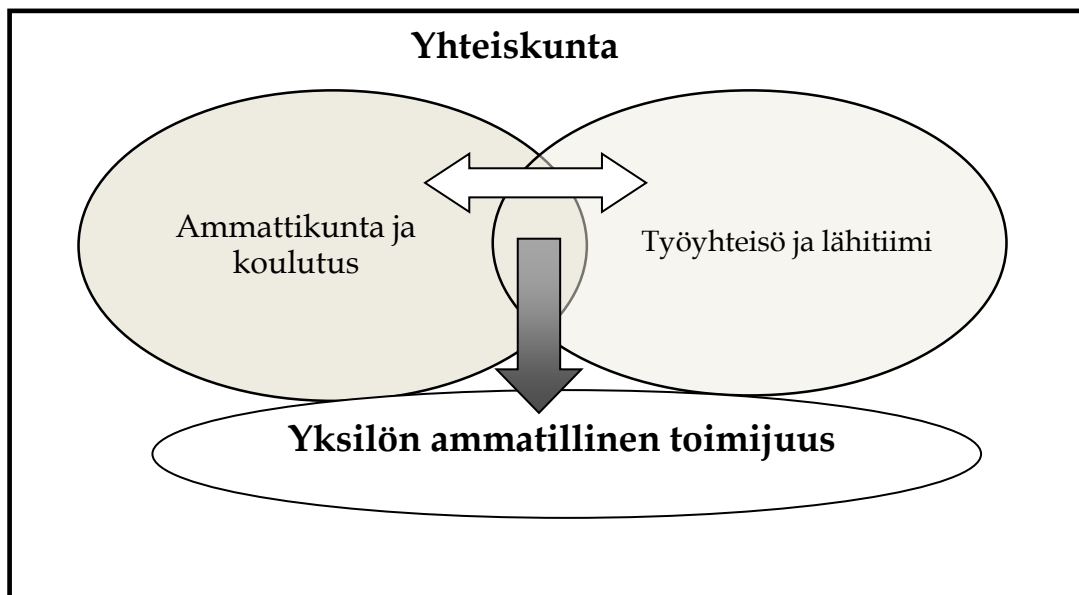 Yhteiskunta
Ammattikunta ja
koulutus
Työyhteisö ja lähitiimi
Yksilön ammatillinen toimijuus